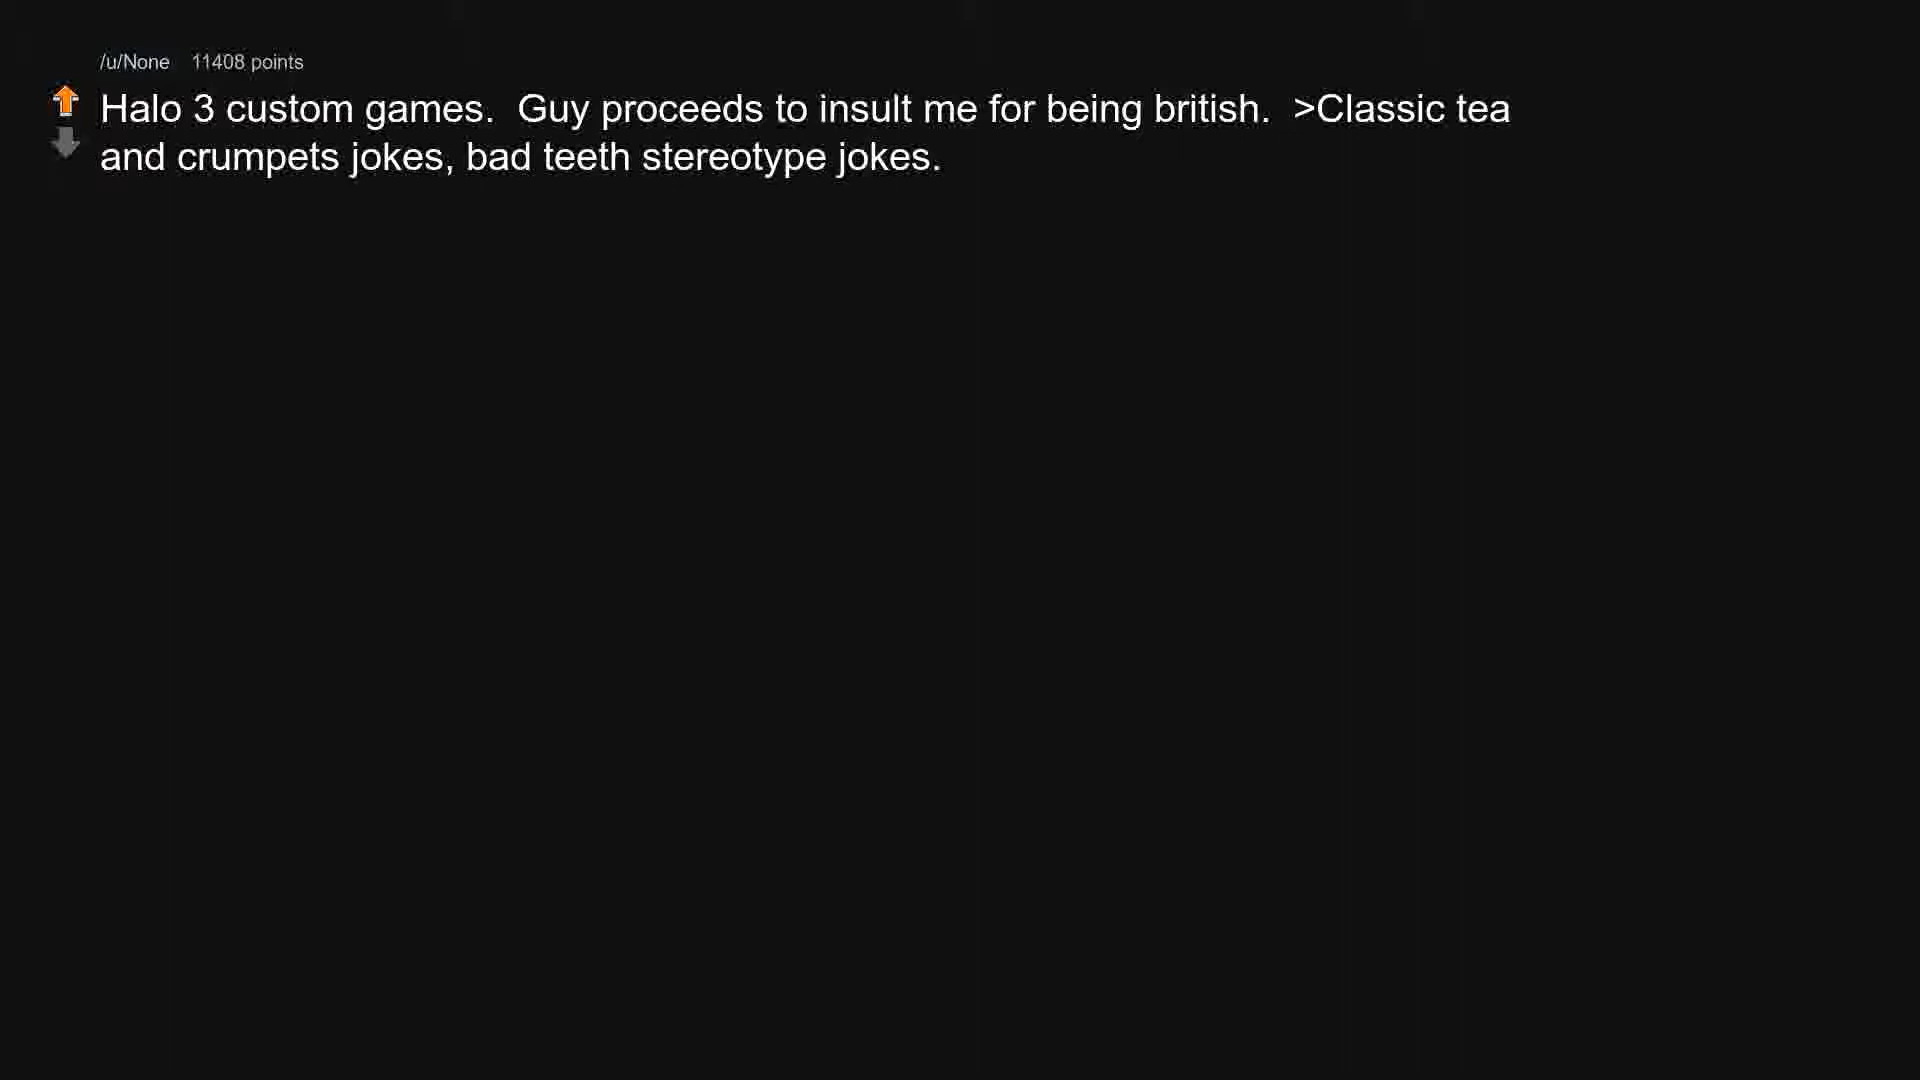 /u/None 11408 points
Halo 3 custom games.  Guy proceeds to insult me for being british.  >Classic tea
and crumpets jokes, bad teeth stereotype jokes.